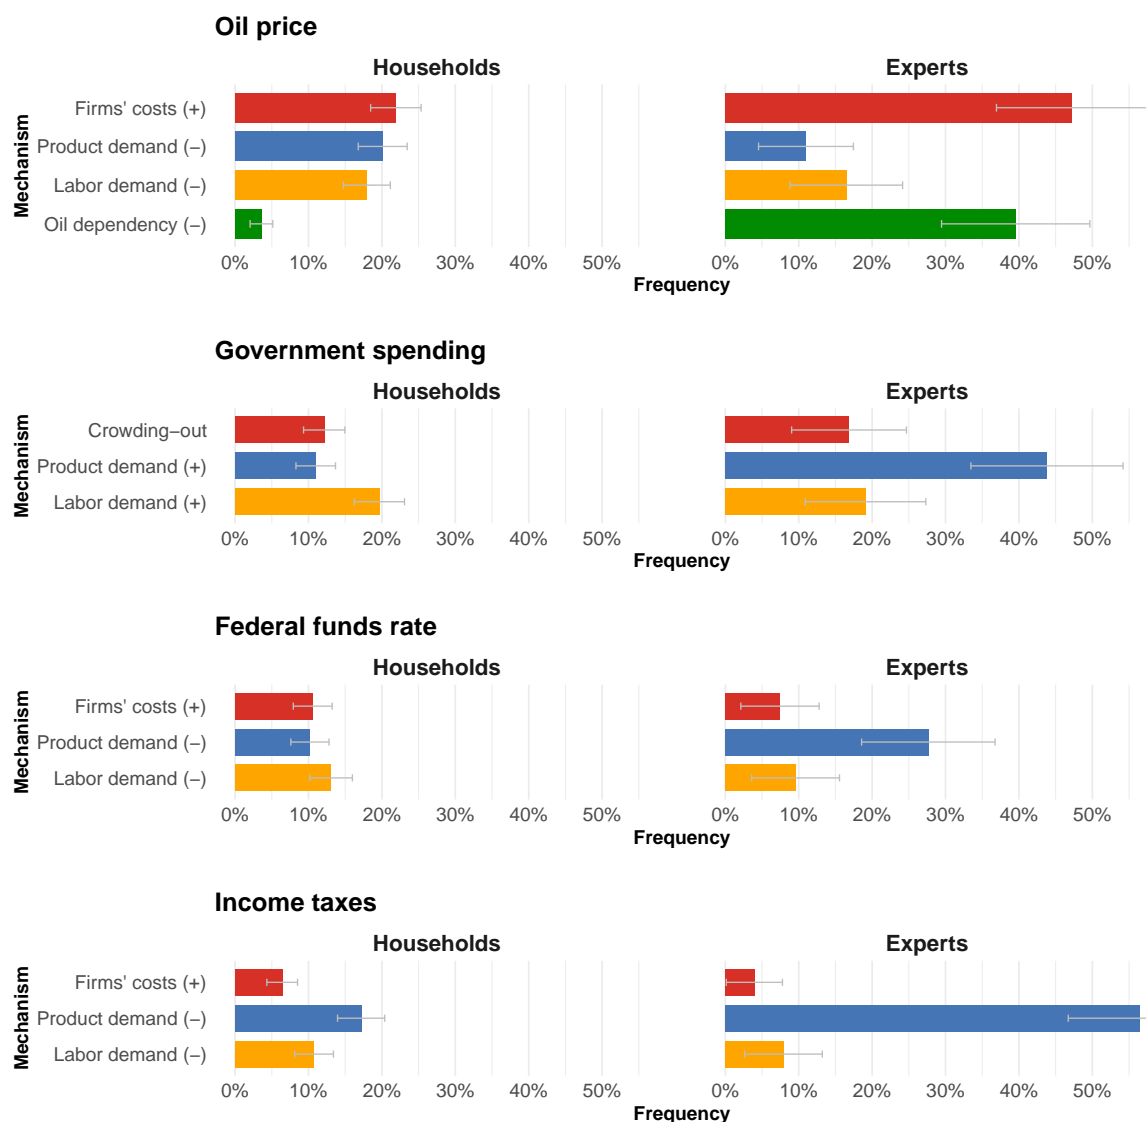 Oil price
Households Experts
Mechanism
Firms' costs (+)
Product demand (−)
Labor demand (−)
Oil dependency (−)
0% 10% 20% 30% 40% 50% 0% 10% 20% 30% 40% 50%
Frequency
Government spending
Households Experts
Mechanism
Crowding−out
Product demand (+)
Labor demand (+)
0% 10% 20% 30% 40% 50% 0% 10% 20% 30% 40% 50%
Frequency
Federal funds rate
Households Experts
Mechanism
Firms' costs (+)
Product demand (−)
Labor demand (−)
0% 10% 20% 30% 40% 50% 0% 10% 20% 30% 40% 50%
Frequency
Income taxes
Households Experts
Mechanism
Firms' costs (+)
Product demand (−)
Labor demand (−)
0% 10% 20% 30% 40% 50% 0% 10% 20% 30% 40% 50%
Frequency